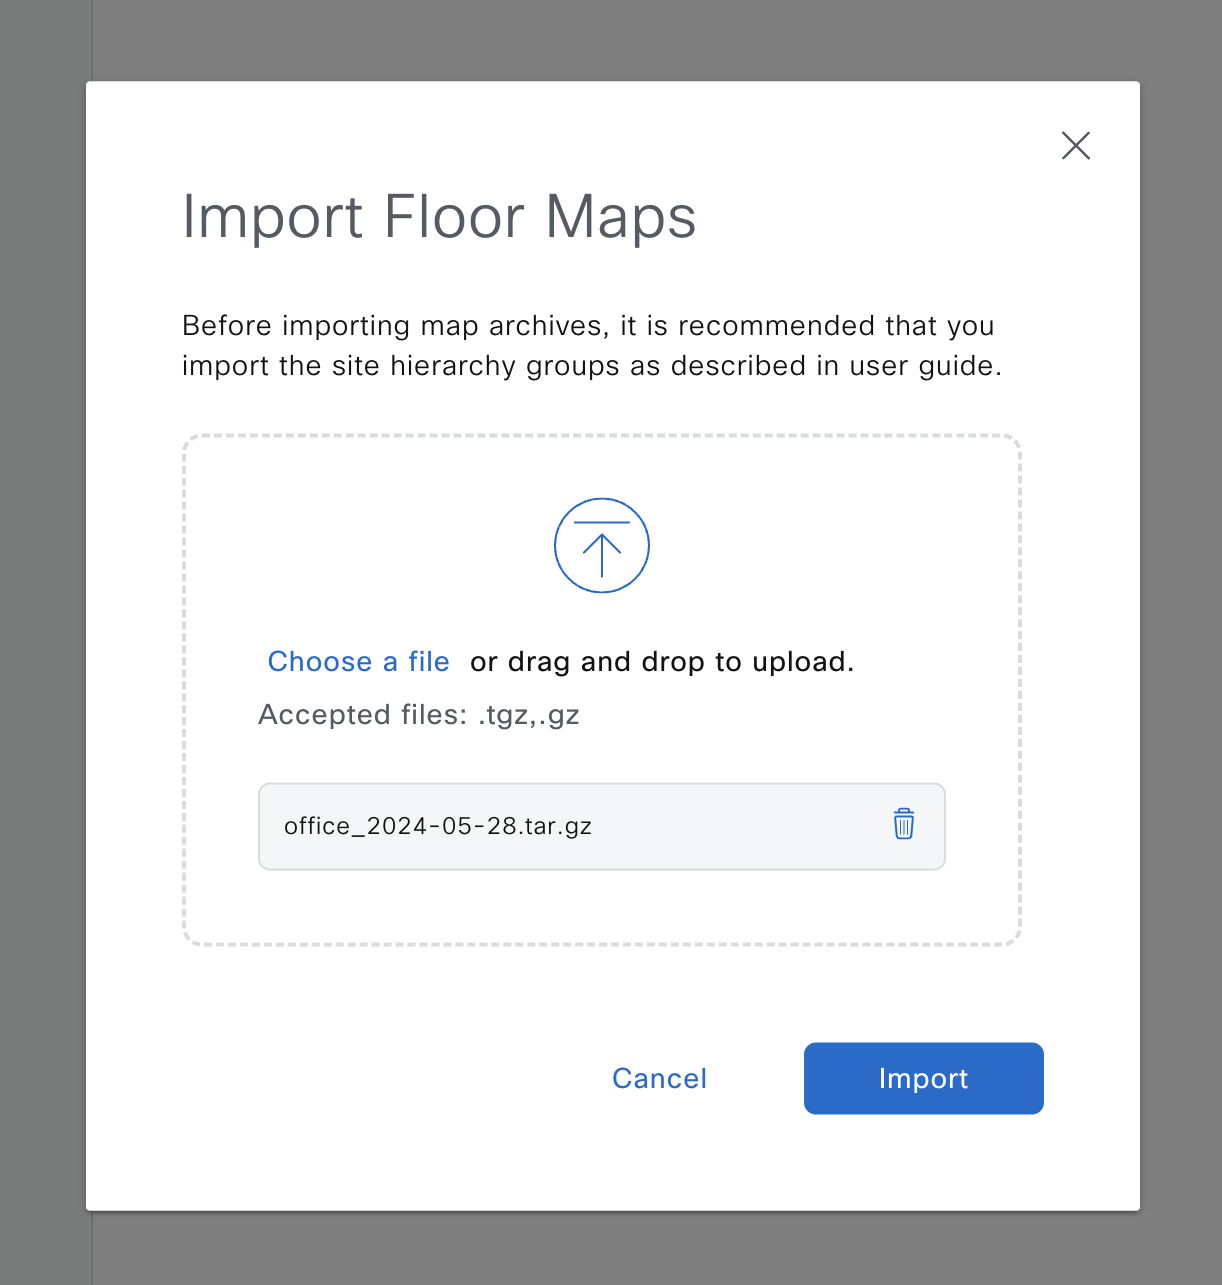 Import Floor Maps
Before importing map archives, it is recommended that you
import the site hierarchy groups as described in user guide.
Choose a file or drag and drop to upload.
Accepted files: .tgz,.gz
office_2024-05-28.tar.gz
Cancel
Import